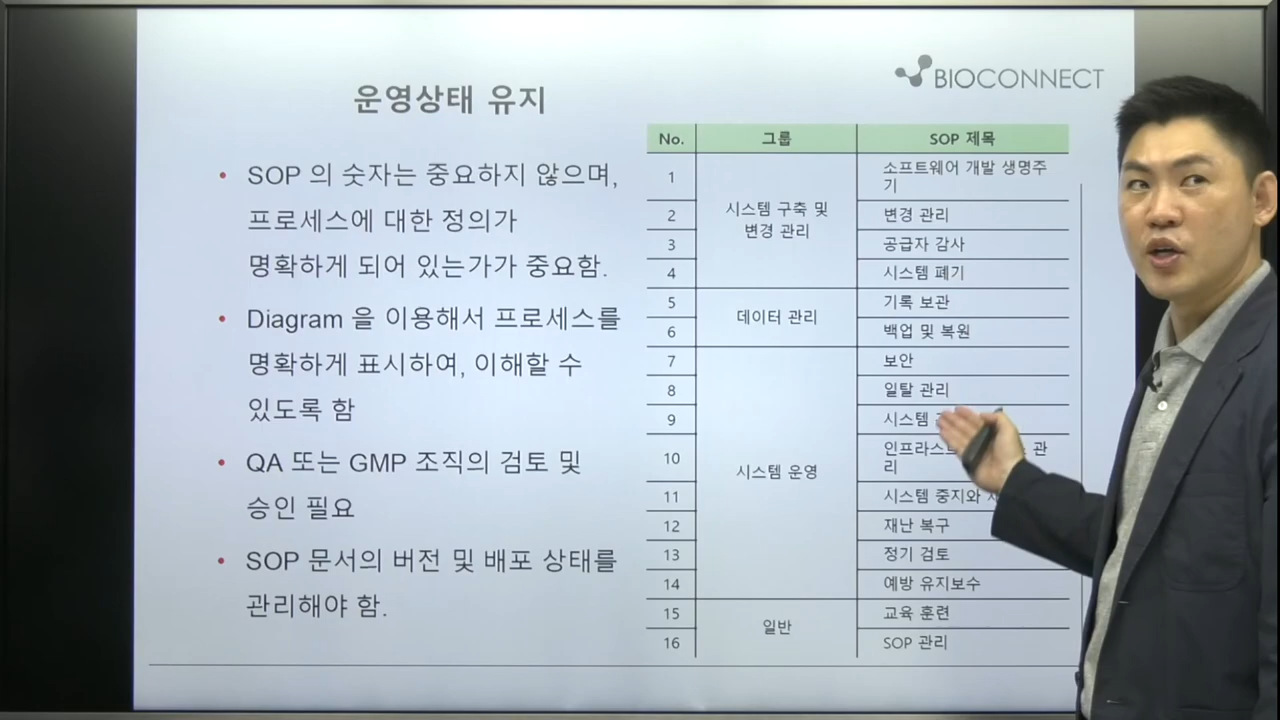 BIOCONNECT
운영상태 유지
• SOP 의 숫자는 중요하지 않으며,
프로세스에 대한 정의가
명확하게 되어 있는가가 중요함.
• Diagram 을 이용해서 프로세스를
명확하게 표시하여, 이해할 수
있도록 함
• QA 또는 GMP 조직의 검토 및
승인 필요
• SOP 문서의 버전 및 배포 상태를
관리해야 함.
No. 그룹 SOP 제목
시스템 구축 및
변경 관리
1 소프트웨어 개발 생명주
기
2 변경 관리
3 공급자 감사
4 시스템 폐기
데이터 관리
5 기록 보관
6 백업 및 복원
시스템 운영
7 보안
8 일탈 관리
9 시스템
10 관
리
11 시스템 중지와
12 재난 복구
13 정기 검토
14 예방 유지보수
일반
15 교육 훈련
16 SOP 관리